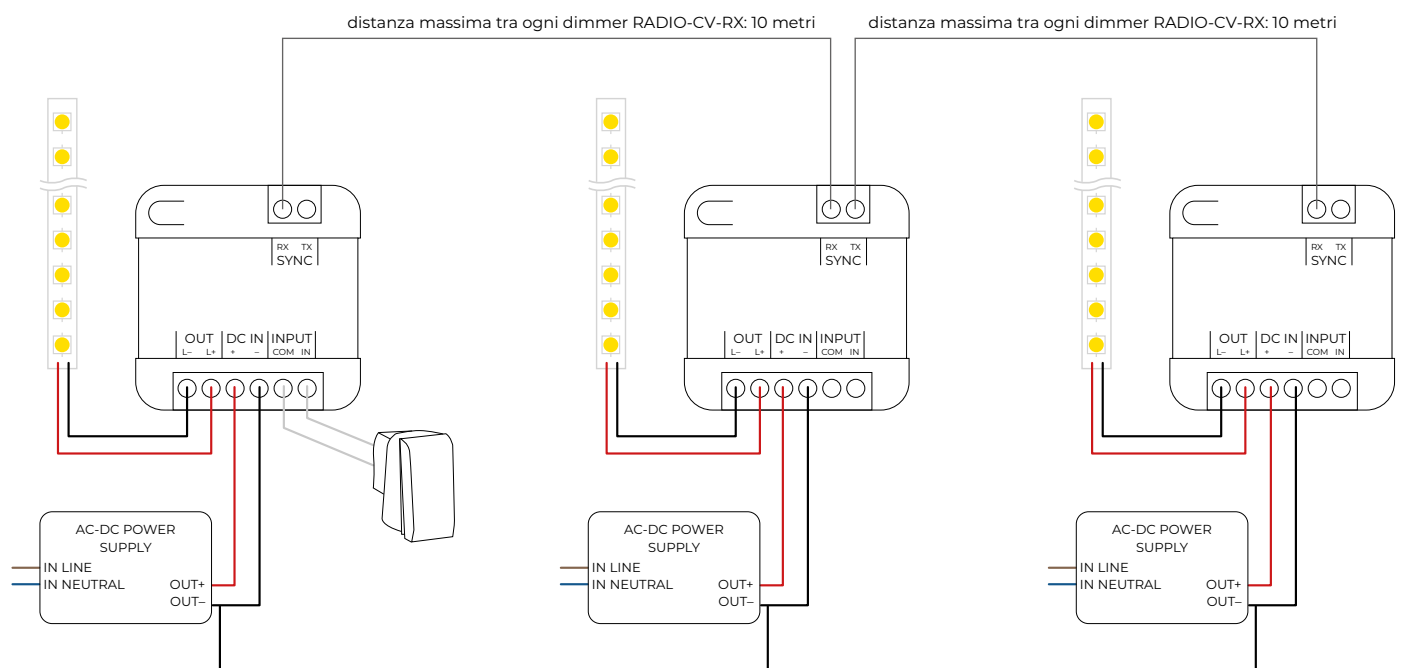 distanza massima tra ogni dimmer RADIO-CV-RX: 10 metri
distanza massima tra ogni dimmer RADIO-CV-RX: 10 metri
RX TX
SYNC
OUT DC IN INPUT
L– L+ + – COM IN
RX TX
SYNC
OUT DC IN INPUT
L– L+ + – COM IN
RX TX
SYNC
OUT DC IN INPUT
L– L+ + – COM IN
AC-DC POWER
SUPPLY
IN LINE
IN NEUTRAL OUT+
OUT–
AC-DC POWER
SUPPLY
IN LINE
IN NEUTRAL OUT+
OUT–
AC-DC POWER
SUPPLY
IN LINE
IN NEUTRAL OUT+
OUT–